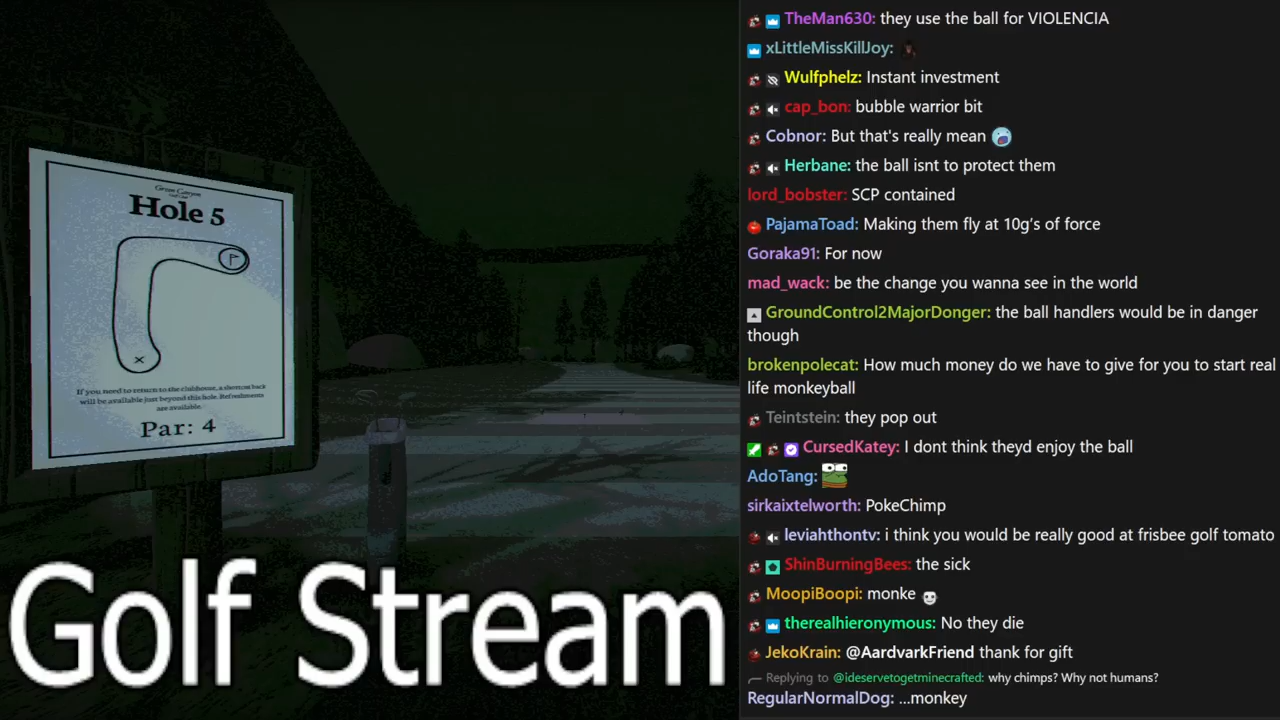 Green Canyon
Hole 5
If you need to return to the clubhouse, a shortcut back
will be available just beyond this hole. Refreshments
are available.
Par: 4
Golf Stream
TheMan630: they use the ball for VIOLENCIA
xLittleMissKillJoy:
Wulfphelz: Instant investment
cap_bon: bubble warrior bit
Cobnor: But that's really mean
Herbane: the ball isnt to protect them
lord_bobster: SCP contained
PajamaToad: Making them fly at 10g's of force
Goraka91: For now
mad_wack: be the change you wanna see in the world
GroundControl2MajorDonger: the ball handlers would be in danger
though
brokenpolecat: How much money do we have to give for you to start real
life monkeyball
Teintstein: they pop out
CursedKatey: I dont think theyd enjoy the ball
AdoTang:
sirkaixtelworth: PokeChimp
leviahthontv: i think you would be really good at frisbee golf tomato
ShinBurningBees: the sick
MoopiBoopi: monke
therealhieronymous: No they die
JekoKrain: @AardvarkFriend thank for gift
Replying to @ideservetogetminecrafted: why chimps? Why not humans?
RegularNormalDog: ...monkey